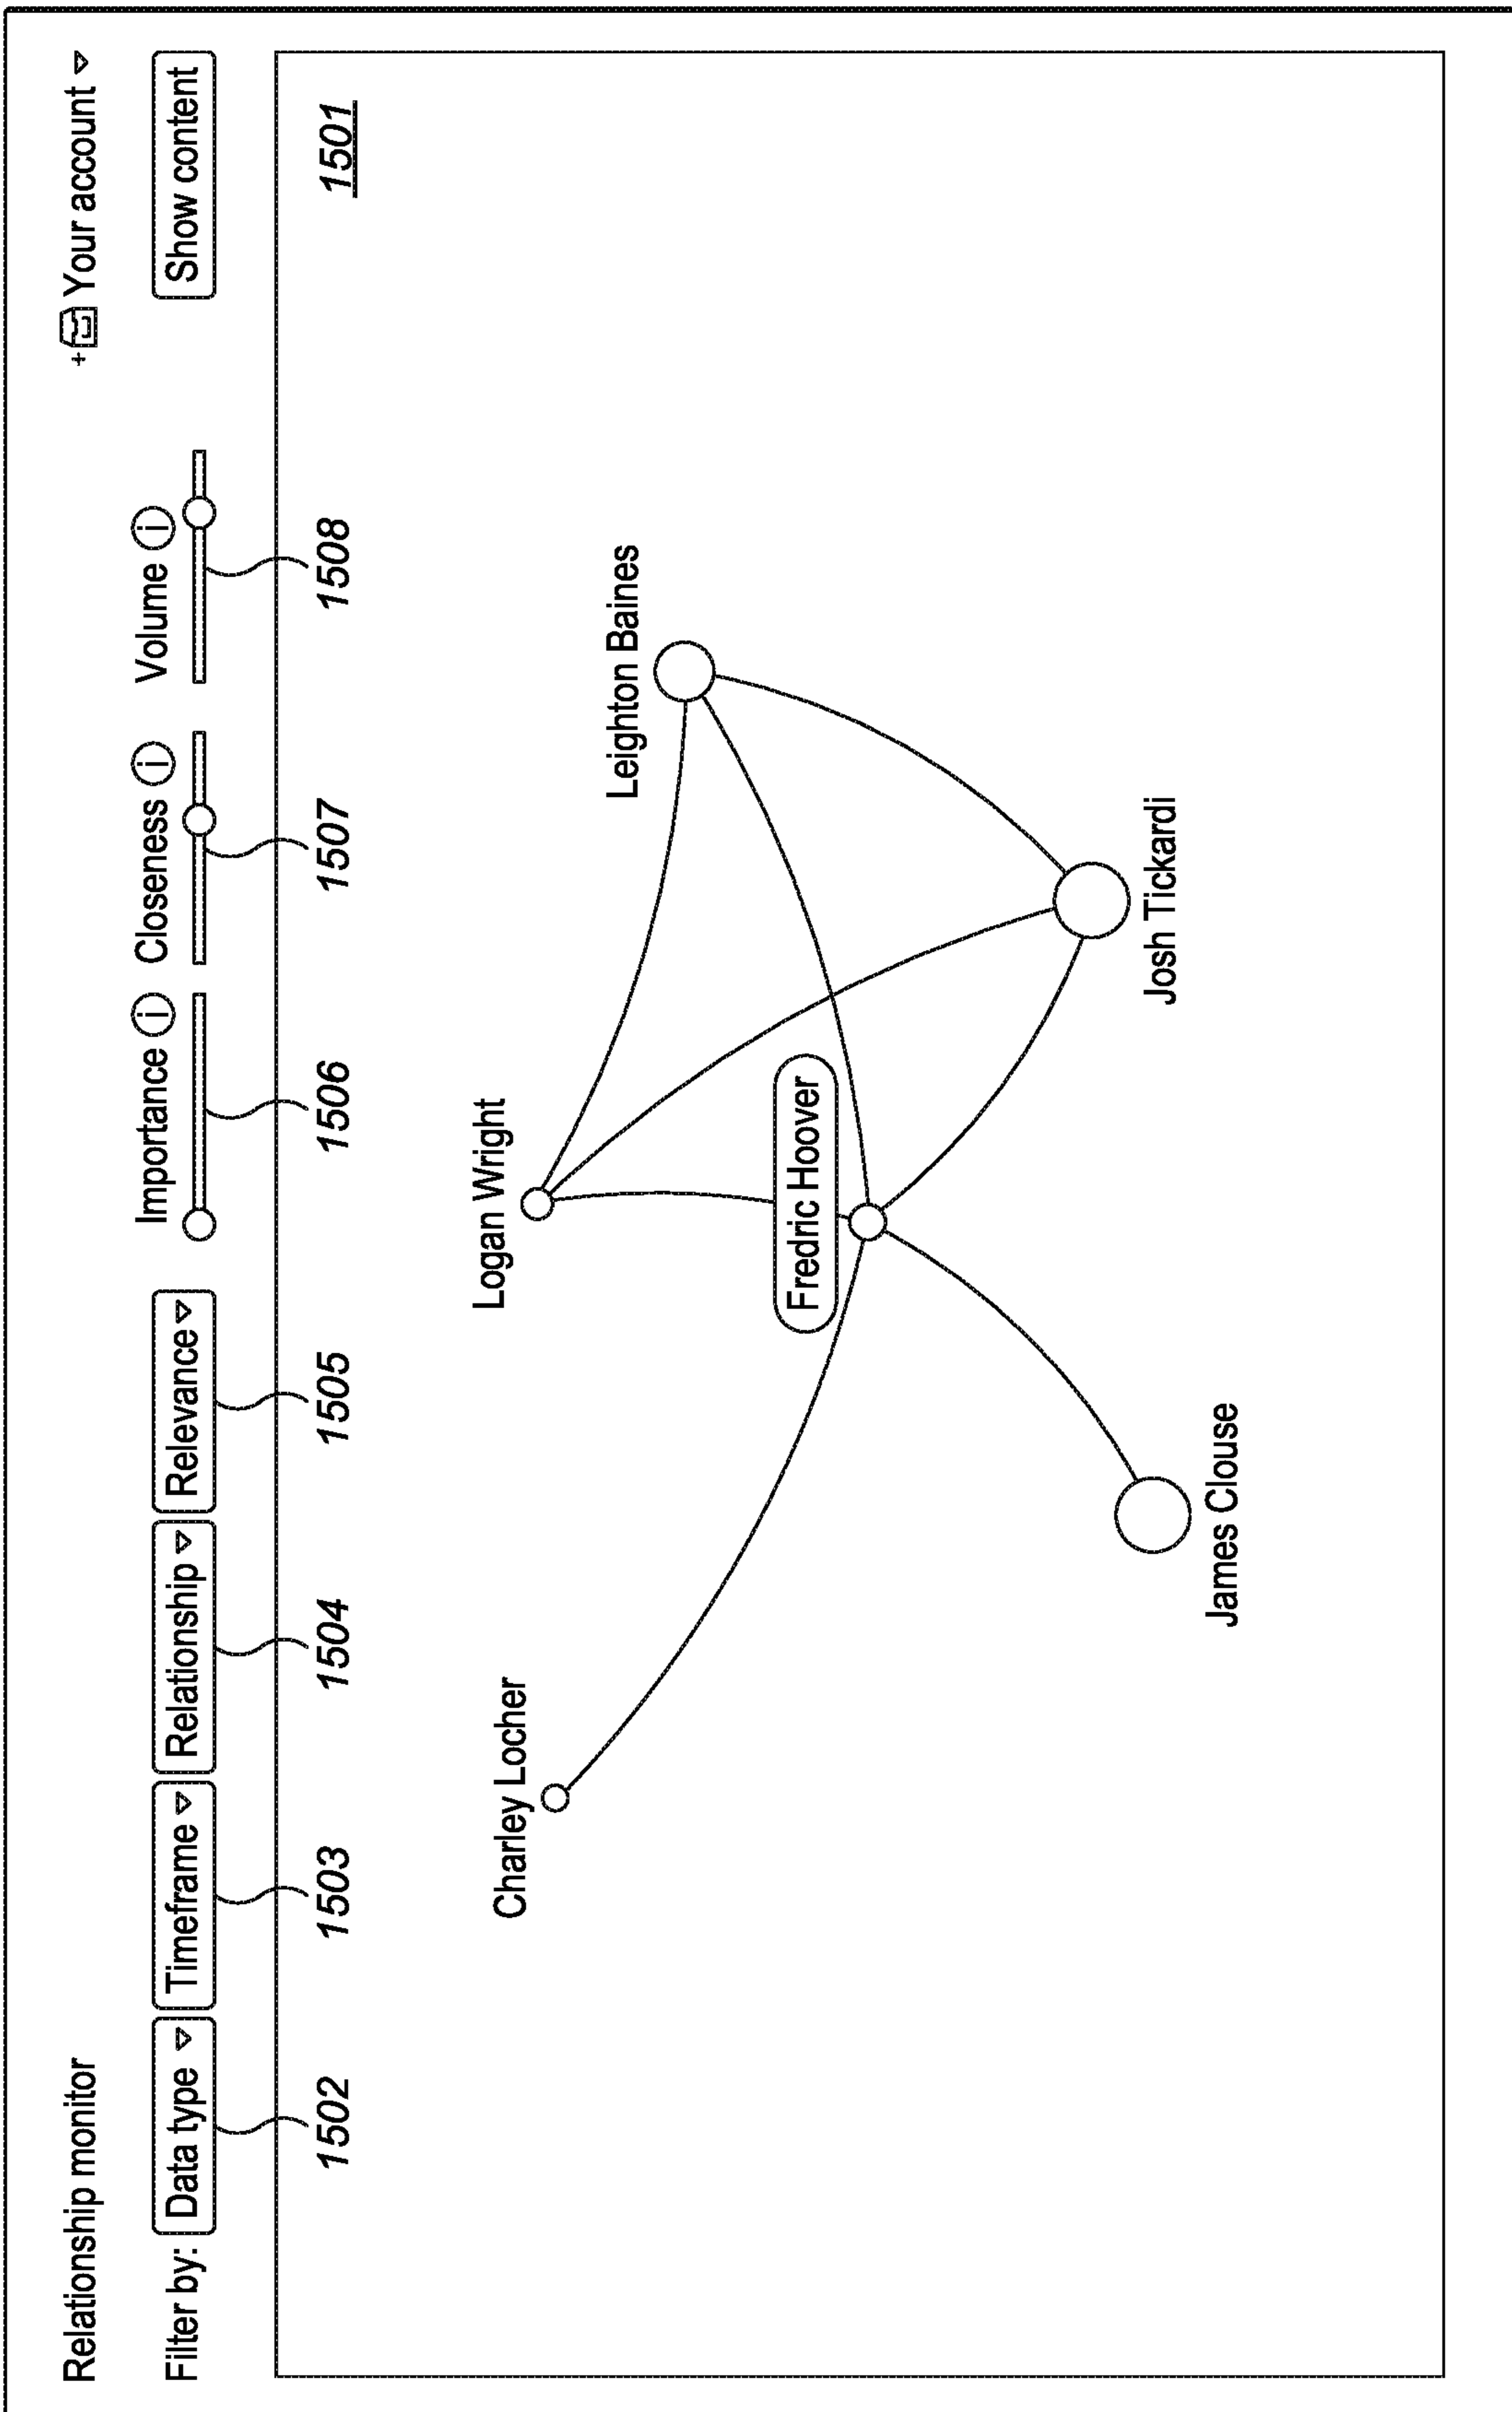 Relationship monitor
Your account
Filter by: Data type Timeframe Relationship Relevance Importance i Closeness i Volume i Show content
1502 1503 1504 1505 1506 1507 1508 1501
Logan Wright
Charley Locher
Leighton Baines
Fredric Hoover
Josh Tickardi
James Clouse